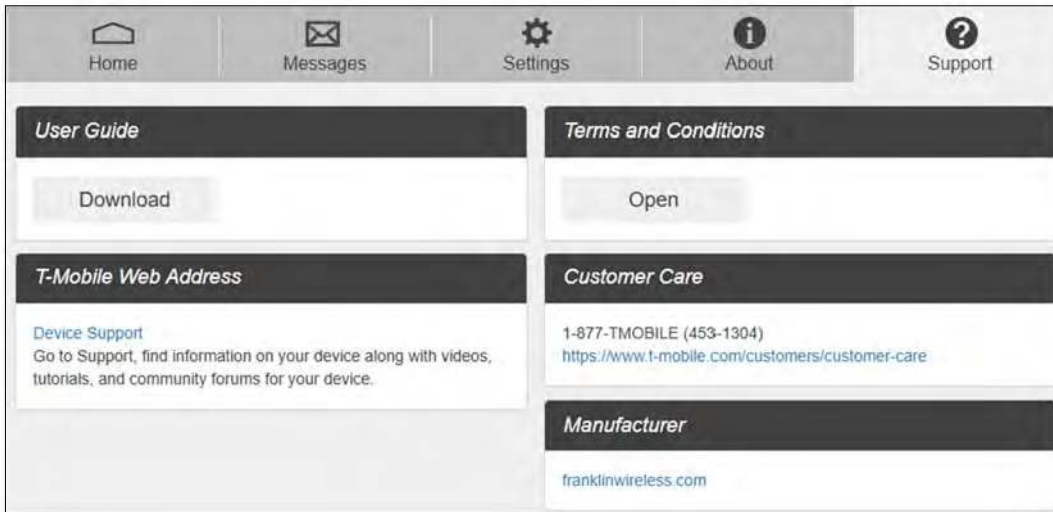 Home
Messages
Settings
About
Support
User Guide
Download
Terms and Conditions
Open
T-Mobile Web Address
Device Support
Go to Support, find information on your device along with videos,
tutorials, and community forums for your device.
Customer Care
1-877-TMOBILE (453-1304)
https://www.t-mobile.com/customers/customer-care
Manufacturer
franklinwireless.com